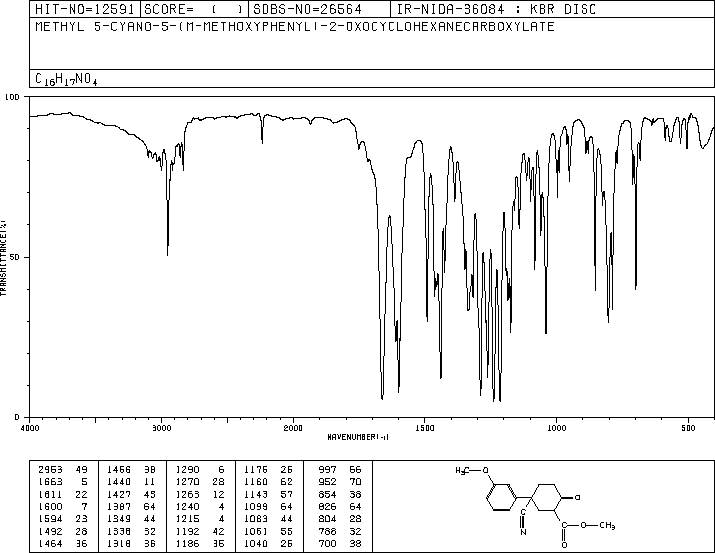 HIT-NO=12591 SCORE= ( ) SDBS-NO=26564 IR-NIDA-36084 : KBR DISC
METHYL 5-CYANO-5-(M-METHOXYPHENYL)-2-OXOCYCLOHEXANECARBOXYLATE
C16H17NO4
100
50
0
TRANSMITTANCE(%)
4000 3000 2000 1500 1000 500
WAVENUMBER(-1)
2953 49 1456 38 1290 6 1175 26 997 66
1663 5 1440 11 1270 28 1160 62 952 70
1611 22 1427 45 1263 12 1143 57 854 38
1600 7 1387 64 1240 4 1099 64 826 64
1594 23 1349 44 1215 4 1083 44 804 28
1492 28 1338 32 1192 42 1061 55 788 32
1464 36 1318 36 1186 35 1040 25 700 38
H3C O
O
C
N
C O CH3
O